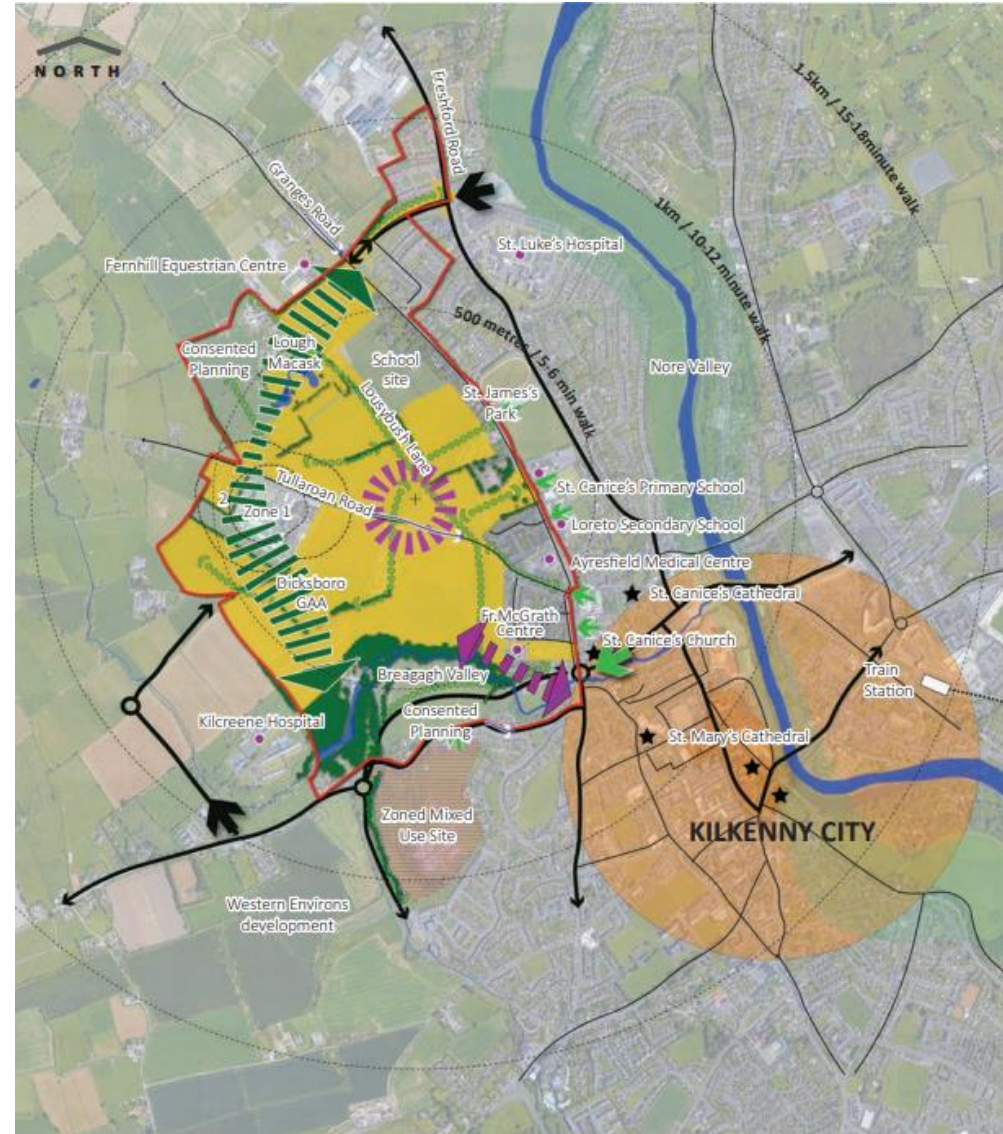 NORTH
Freshford Road
1.5km / 15-18minute walk
Granges Road
1km / 10-12 minute walk
St. Luke's Hospital
Fernhill Equestrian Centre
500 metres / 5-6 min walk
Consented
Planning
Lough
Macask
School
site
Nore Valley
Lousybush Lane
St. James's
Park
Tullaroan Road
St. Canice's Primary School
2
Zone 1
Loreto Secondary School
Ayresfield Medical Centre
Dicksboro
GAA
St. Canice's Cathedral
Fr.McGrath
Centre
St. Canice's Church
Breagagh Valley
Train
Station
Consented
Planning
Kilcreene Hospital
St. Mary's Cathedral
Zoned Mixed
Use Site
KILKENNY CITY
Western Environs
development